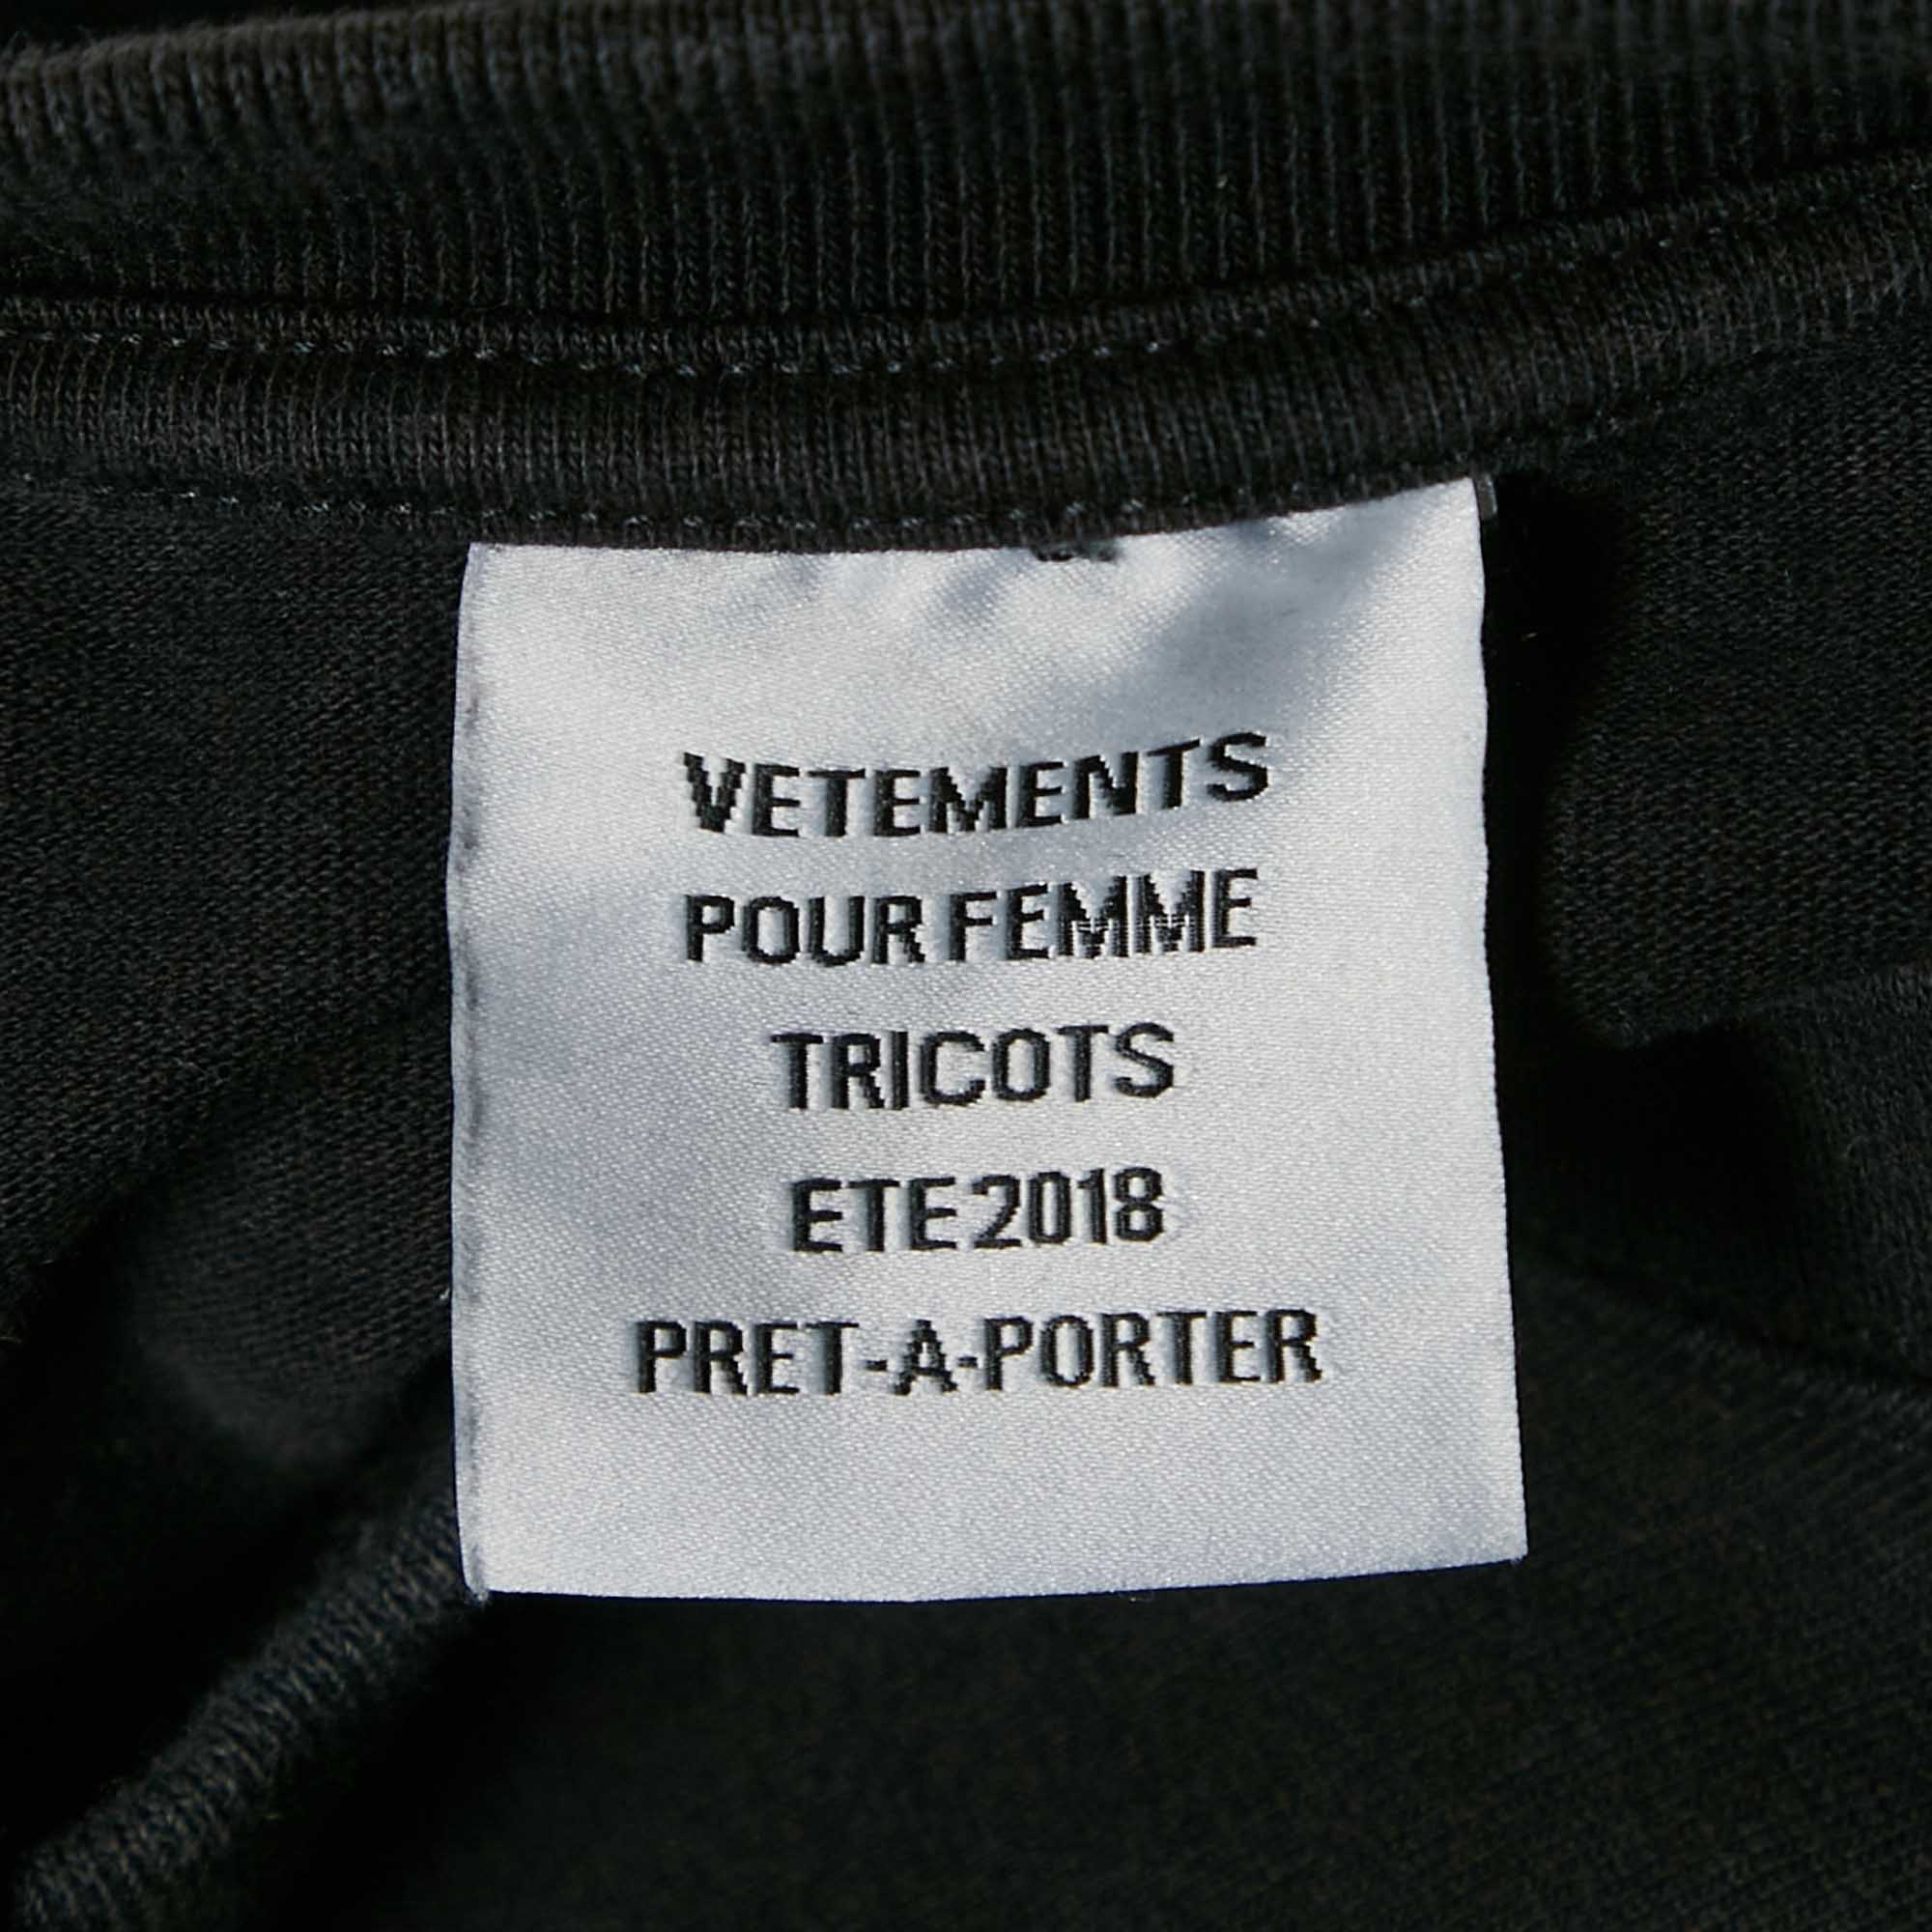 VETEMENTS
POUR FEMME
TRICOTS
ETE 2018
PRET-A-PORTER